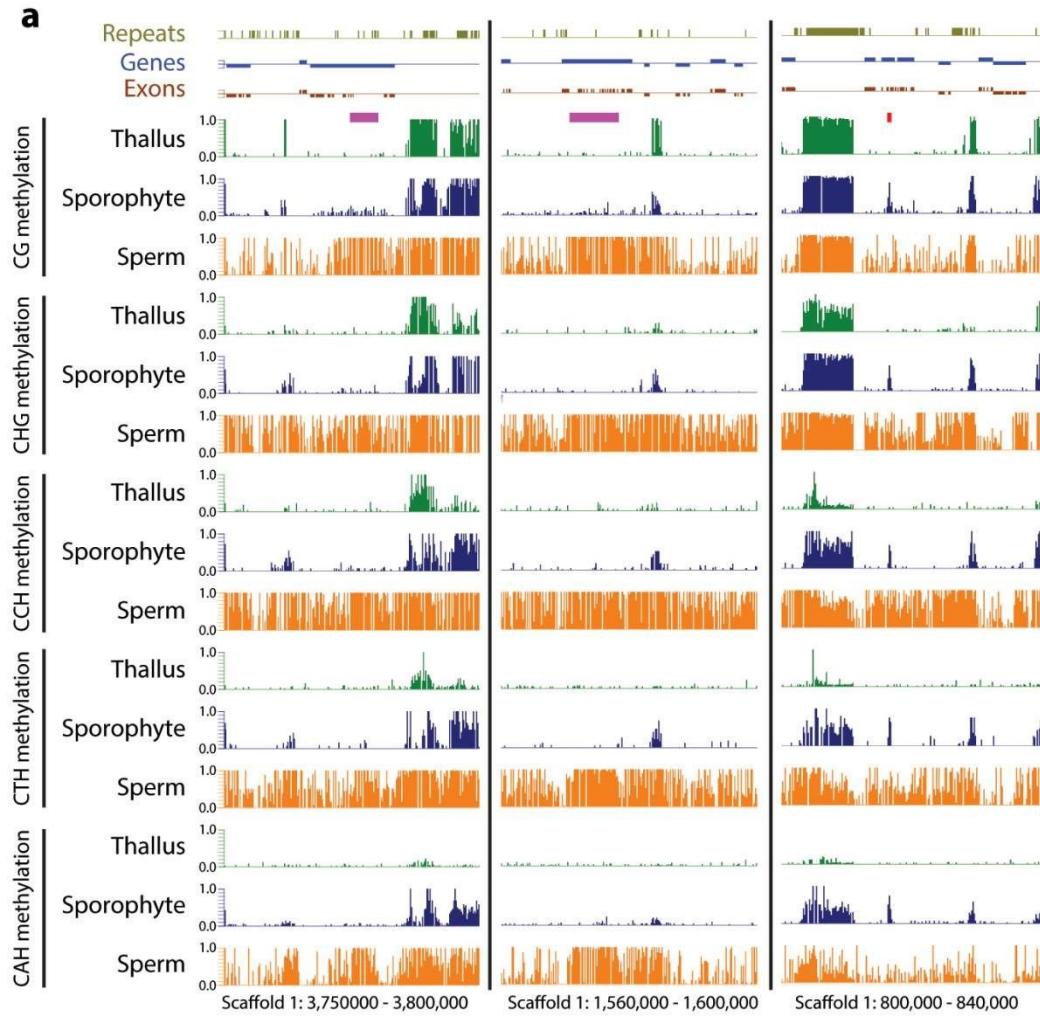 a
Repeats
Genes
Exons
CG methylation
Thallus 1.0 0.0
Sporophyte 1.0 0.0
Sperm 1.0 0.0
CHG methylation
Thallus 1.0 0.0
Sporophyte 1.0 0.0
Sperm 1.0 0.0
CCH methylation
Thallus 1.0 0.0
Sporophyte 1.0 0.0
Sperm 1.0 0.0
CTH methylation
Thallus 1.0 0.0
Sporophyte 1.0 0.0
Sperm 1.0 0.0
CAH methylation
Thallus 1.0 0.0
Sporophyte 1.0 0.0
Sperm 1.0 0.0
Scaffold 1: 3,750000 - 3,800,000
Scaffold 1: 1,560,000 - 1,600,000
Scaffold 1: 800,000 - 840,000